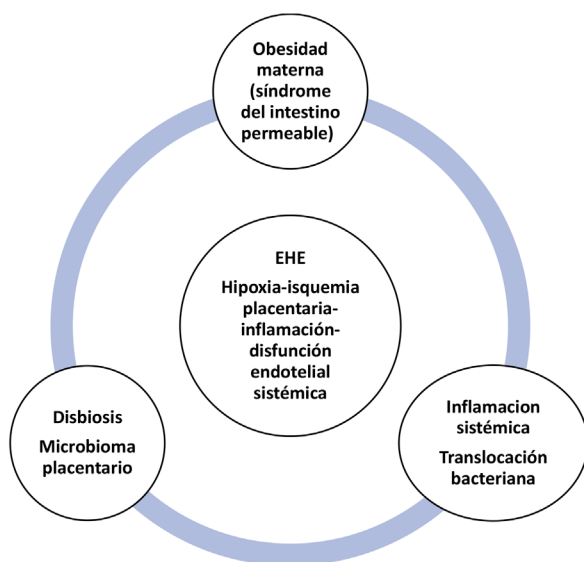 Obesidad
materna
(síndrome
del intestino
permeable)
EHE
Hipoxia-isquemia
placentaria-
inflamación-
disfunción
endotelial
sistémica
Disbiosis
Microbioma
placentario
Inflamacion
sistémica
Translocación
bacteriana